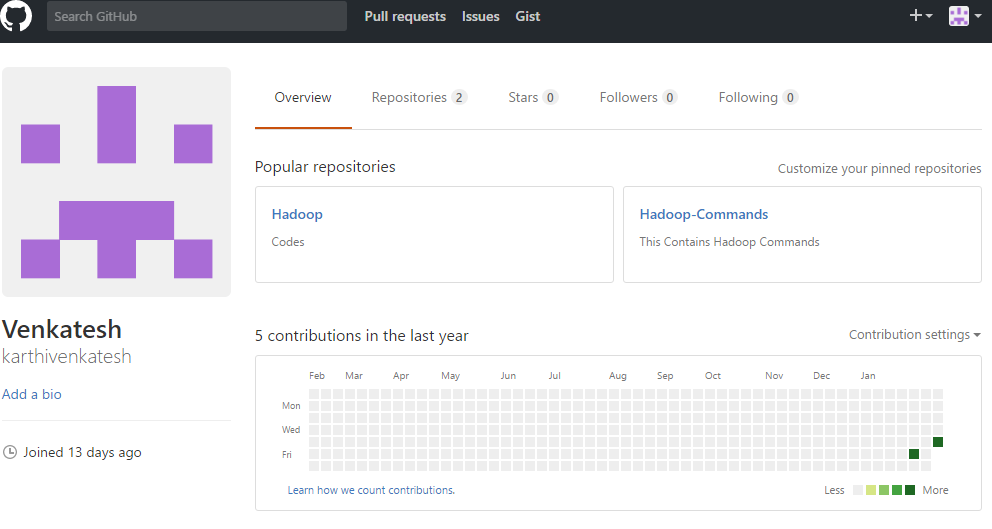 Search GitHub Pull requests Issues Gist
Overview Repositories 2 Stars 0 Followers 0 Following 0
Popular repositories Customize your pinned repositories
Hadoop Hadoop-Commands
Codes This Contains Hadoop Commands
Venkatesh
karthivenkatesh
Add a bio
Joined 13 days ago
5 contributions in the last year Contribution settings
Feb Mar Apr May Jun Jul Aug Sep Oct Nov Dec Jan
Mon
Wed
Fri
Learn how we count contributions. Less More